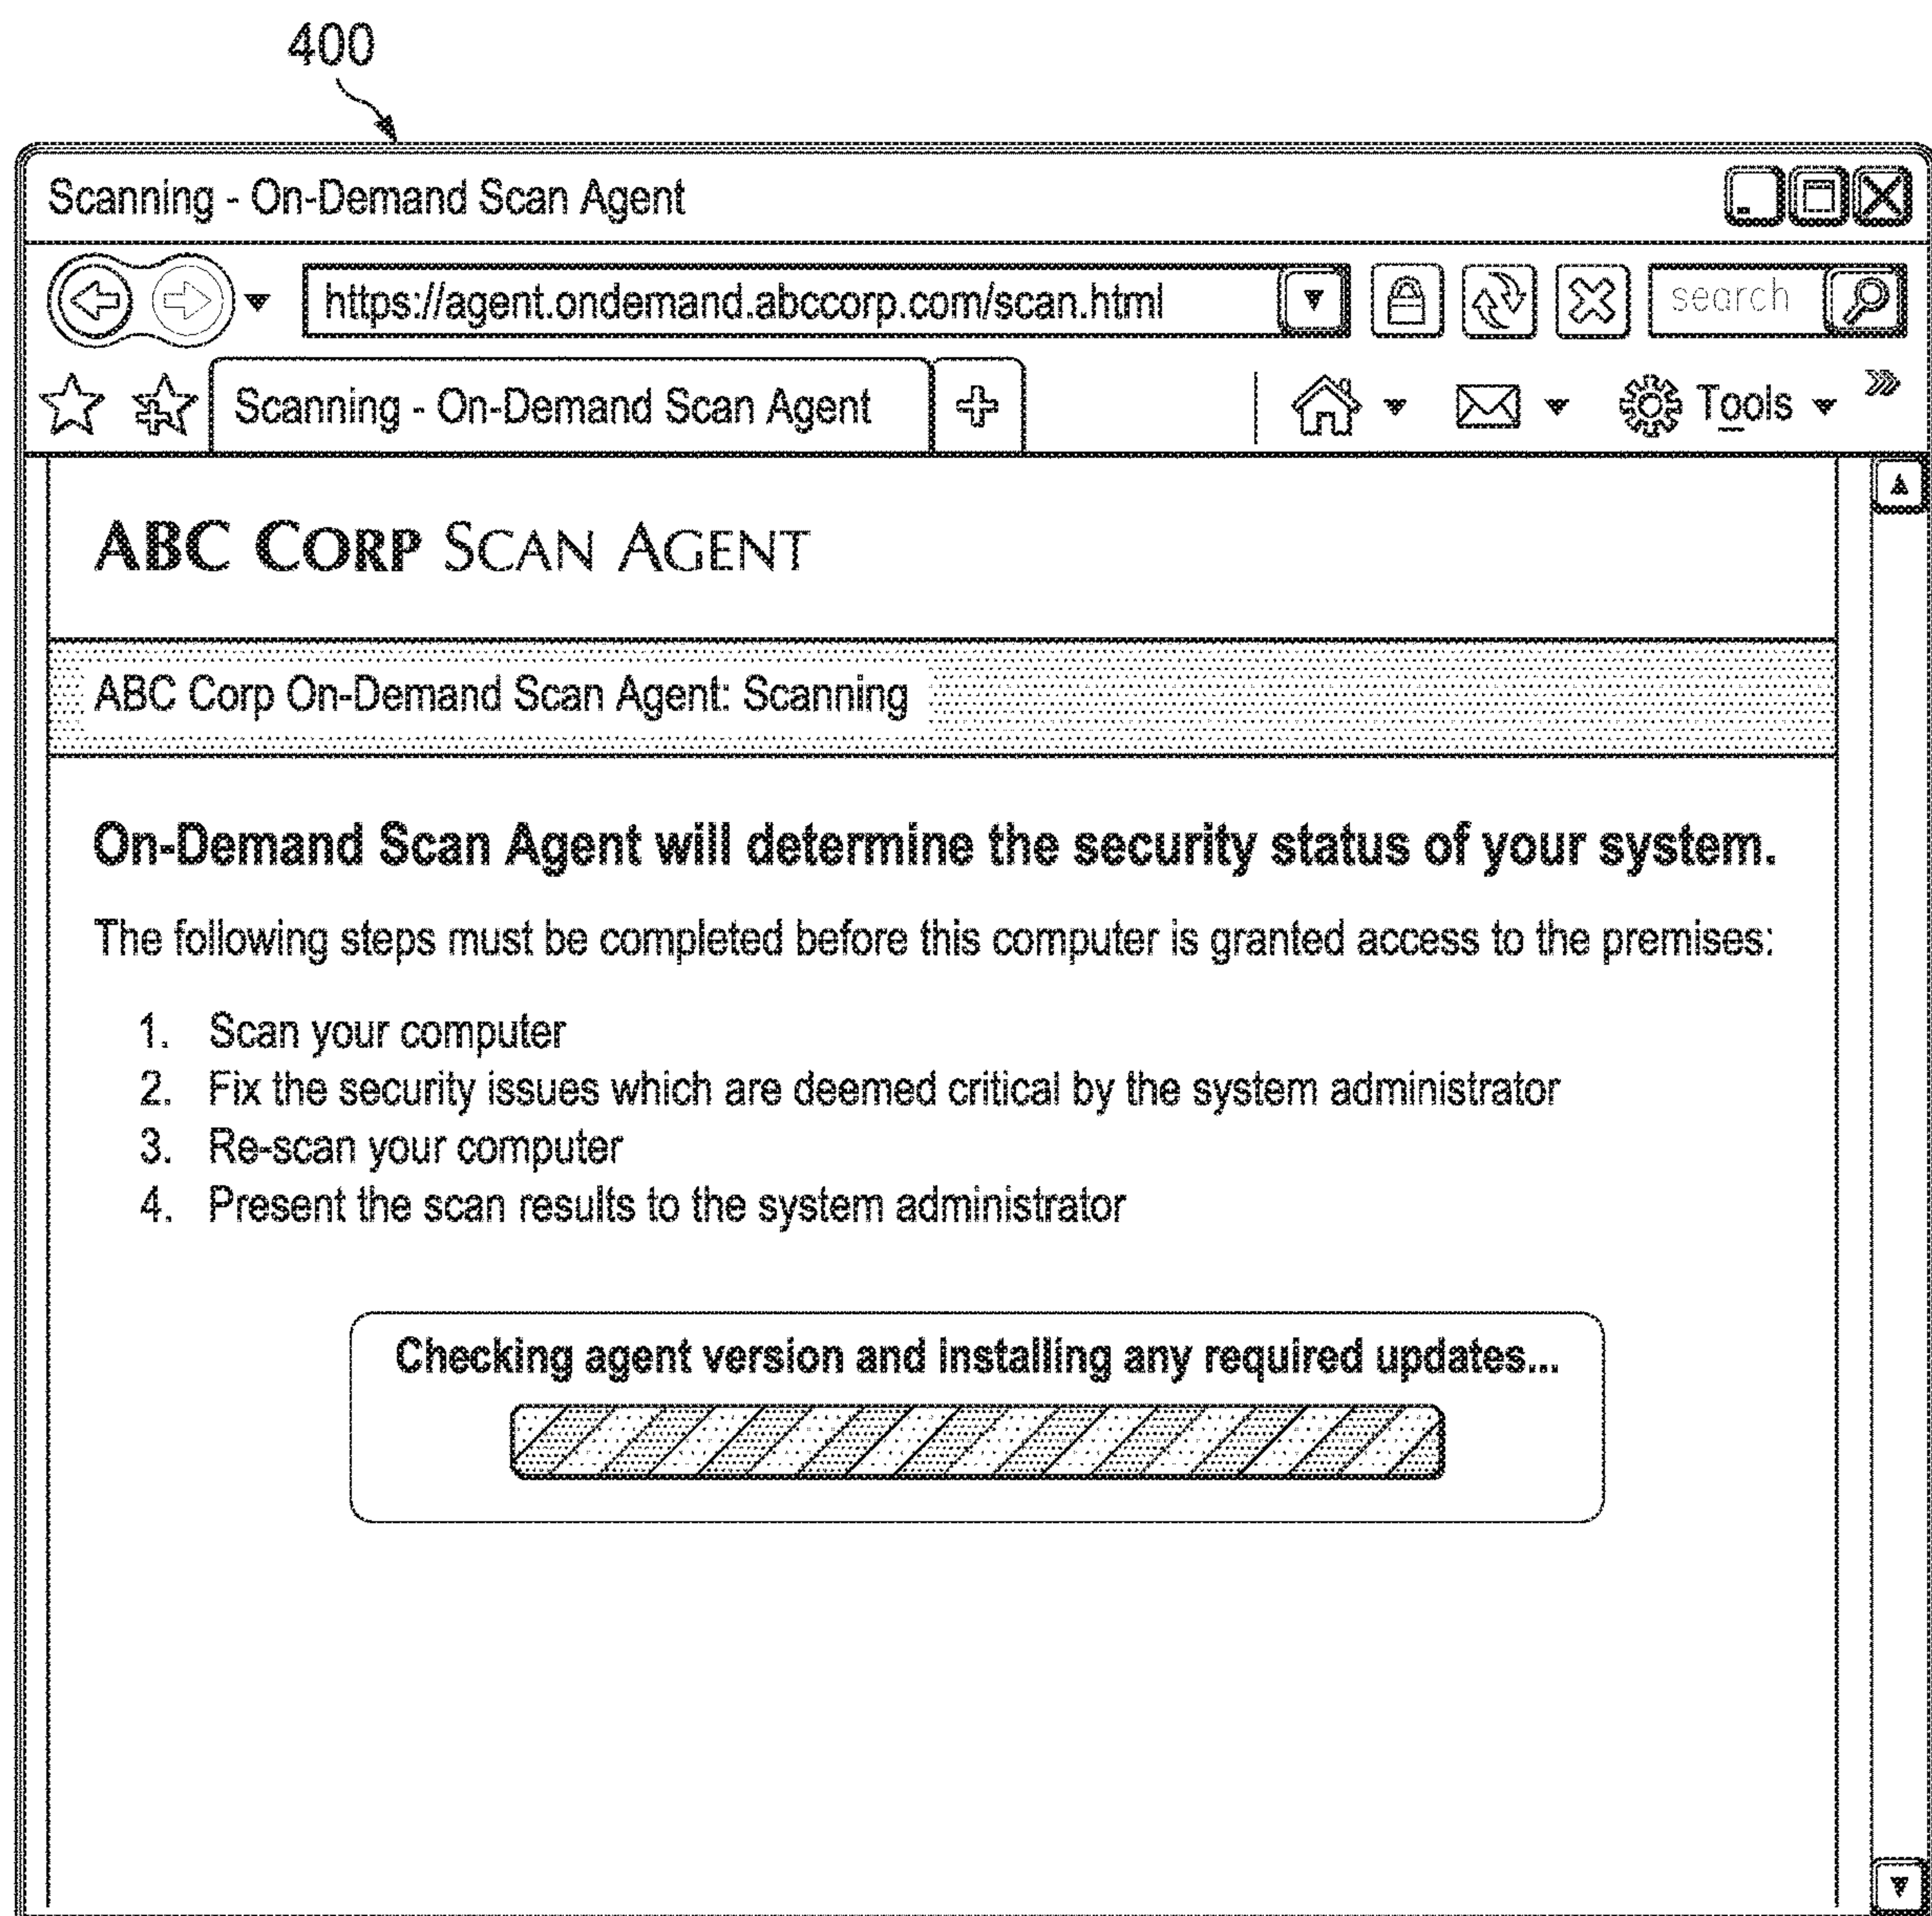 400
Scanning - On-Demand Scan Agent
https://agent.ondemand.abccorp.com/scan.html
search
Scanning - On-Demand Scan Agent
Tools
ABC CORP SCAN AGENT
ABC Corp On-Demand Scan Agent: Scanning
On-Demand Scan Agent will determine the security status of your system.
The following steps must be completed before this computer is granted access to the premises:
1. Scan your computer
2. Fix the security issues which are deemed critical by the system administrator
3. Re-scan your computer
4. Present the scan results to the system administrator
Checking agent version and installing any required updates...